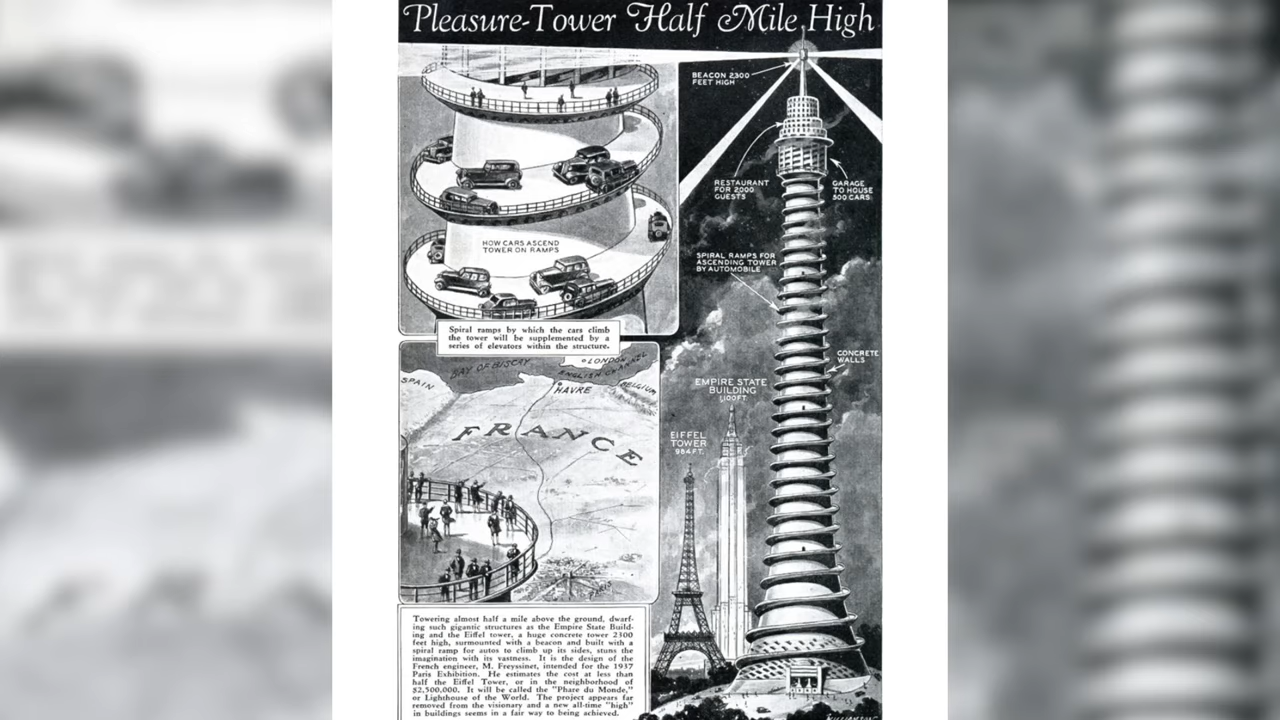 Pleasure-Tower Half Mile High
BEACON 2300
FEET HIGH
RESTAURANT
FOR 2000
GUESTS
GARAGE
TO HOUSE
500 CARS
HOW CARS ASCEND
TOWER ON RAMPS
SPIRAL RAMPS FOR
ASCENDING TOWER
BY AUTOMOBILE
Spiral ramps by which the cars climb
the tower will be supplemented by a
series of elevators within the structure.
CONCRETE
WALLS
SPAIN
BAY OF BISCAY
LONDON
ENGLISH CHANNEL
HAVRE
BELGIUM
FRANCE
PARIS
EMPIRE STATE
BUILDING
1,100 FT.
EIFFEL
TOWER
984 FT.
Towering almost half a mile above the ground, dwarf-
ing such gigantic structures as the Empire State Build-
ing and the Eiffel tower, a huge concrete tower 2300
feet high, surmounted with a beacon and built with a
spiral ramp for autos to climb up its sides, stuns the
imagination with its vastness. It is the design of the
French engineer, M. Freyssinet, intended for the 1937
Paris Exhibition. He estimates the cost at less than
half the Eiffel Tower, or in the neighborhood of
$2,500,000. It will be called the "Phare du Monde,"
or Lighthouse of the World. The project appears far
removed from the visionary and a new all-time "high"
in buildings seems in a fair way to being achieved.